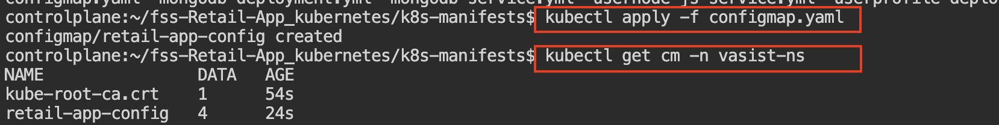 configmap.yaml mongodb-deployment.yml mongodb-service.yml usernode-js-service.yml userprofile-deplo
controlplane:~/fss-Retail-App_kubernetes/k8s-manifests$ kubectl apply -f configmap.yaml
configmap/retail-app-config created
controlplane:~/fss-Retail-App_kubernetes/k8s-manifests$ kubectl get cm -n vasist-ns
NAME DATA AGE
kube-root-ca.crt 1 54s
retail-app-config 4 24s